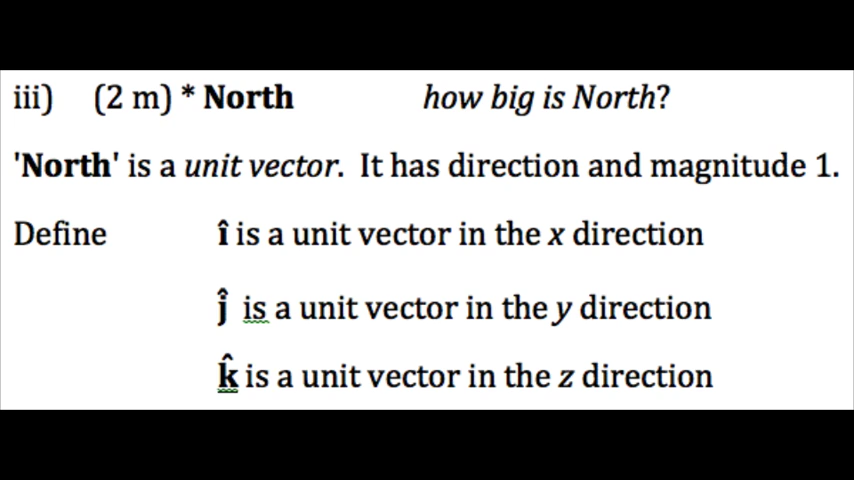 iii) (2 m) * North how big is North?
'North' is a unit vector. It has direction and magnitude 1.
Define î is a unit vector in the x direction
ĵ is a unit vector in the y direction
k̂ is a unit vector in the z direction